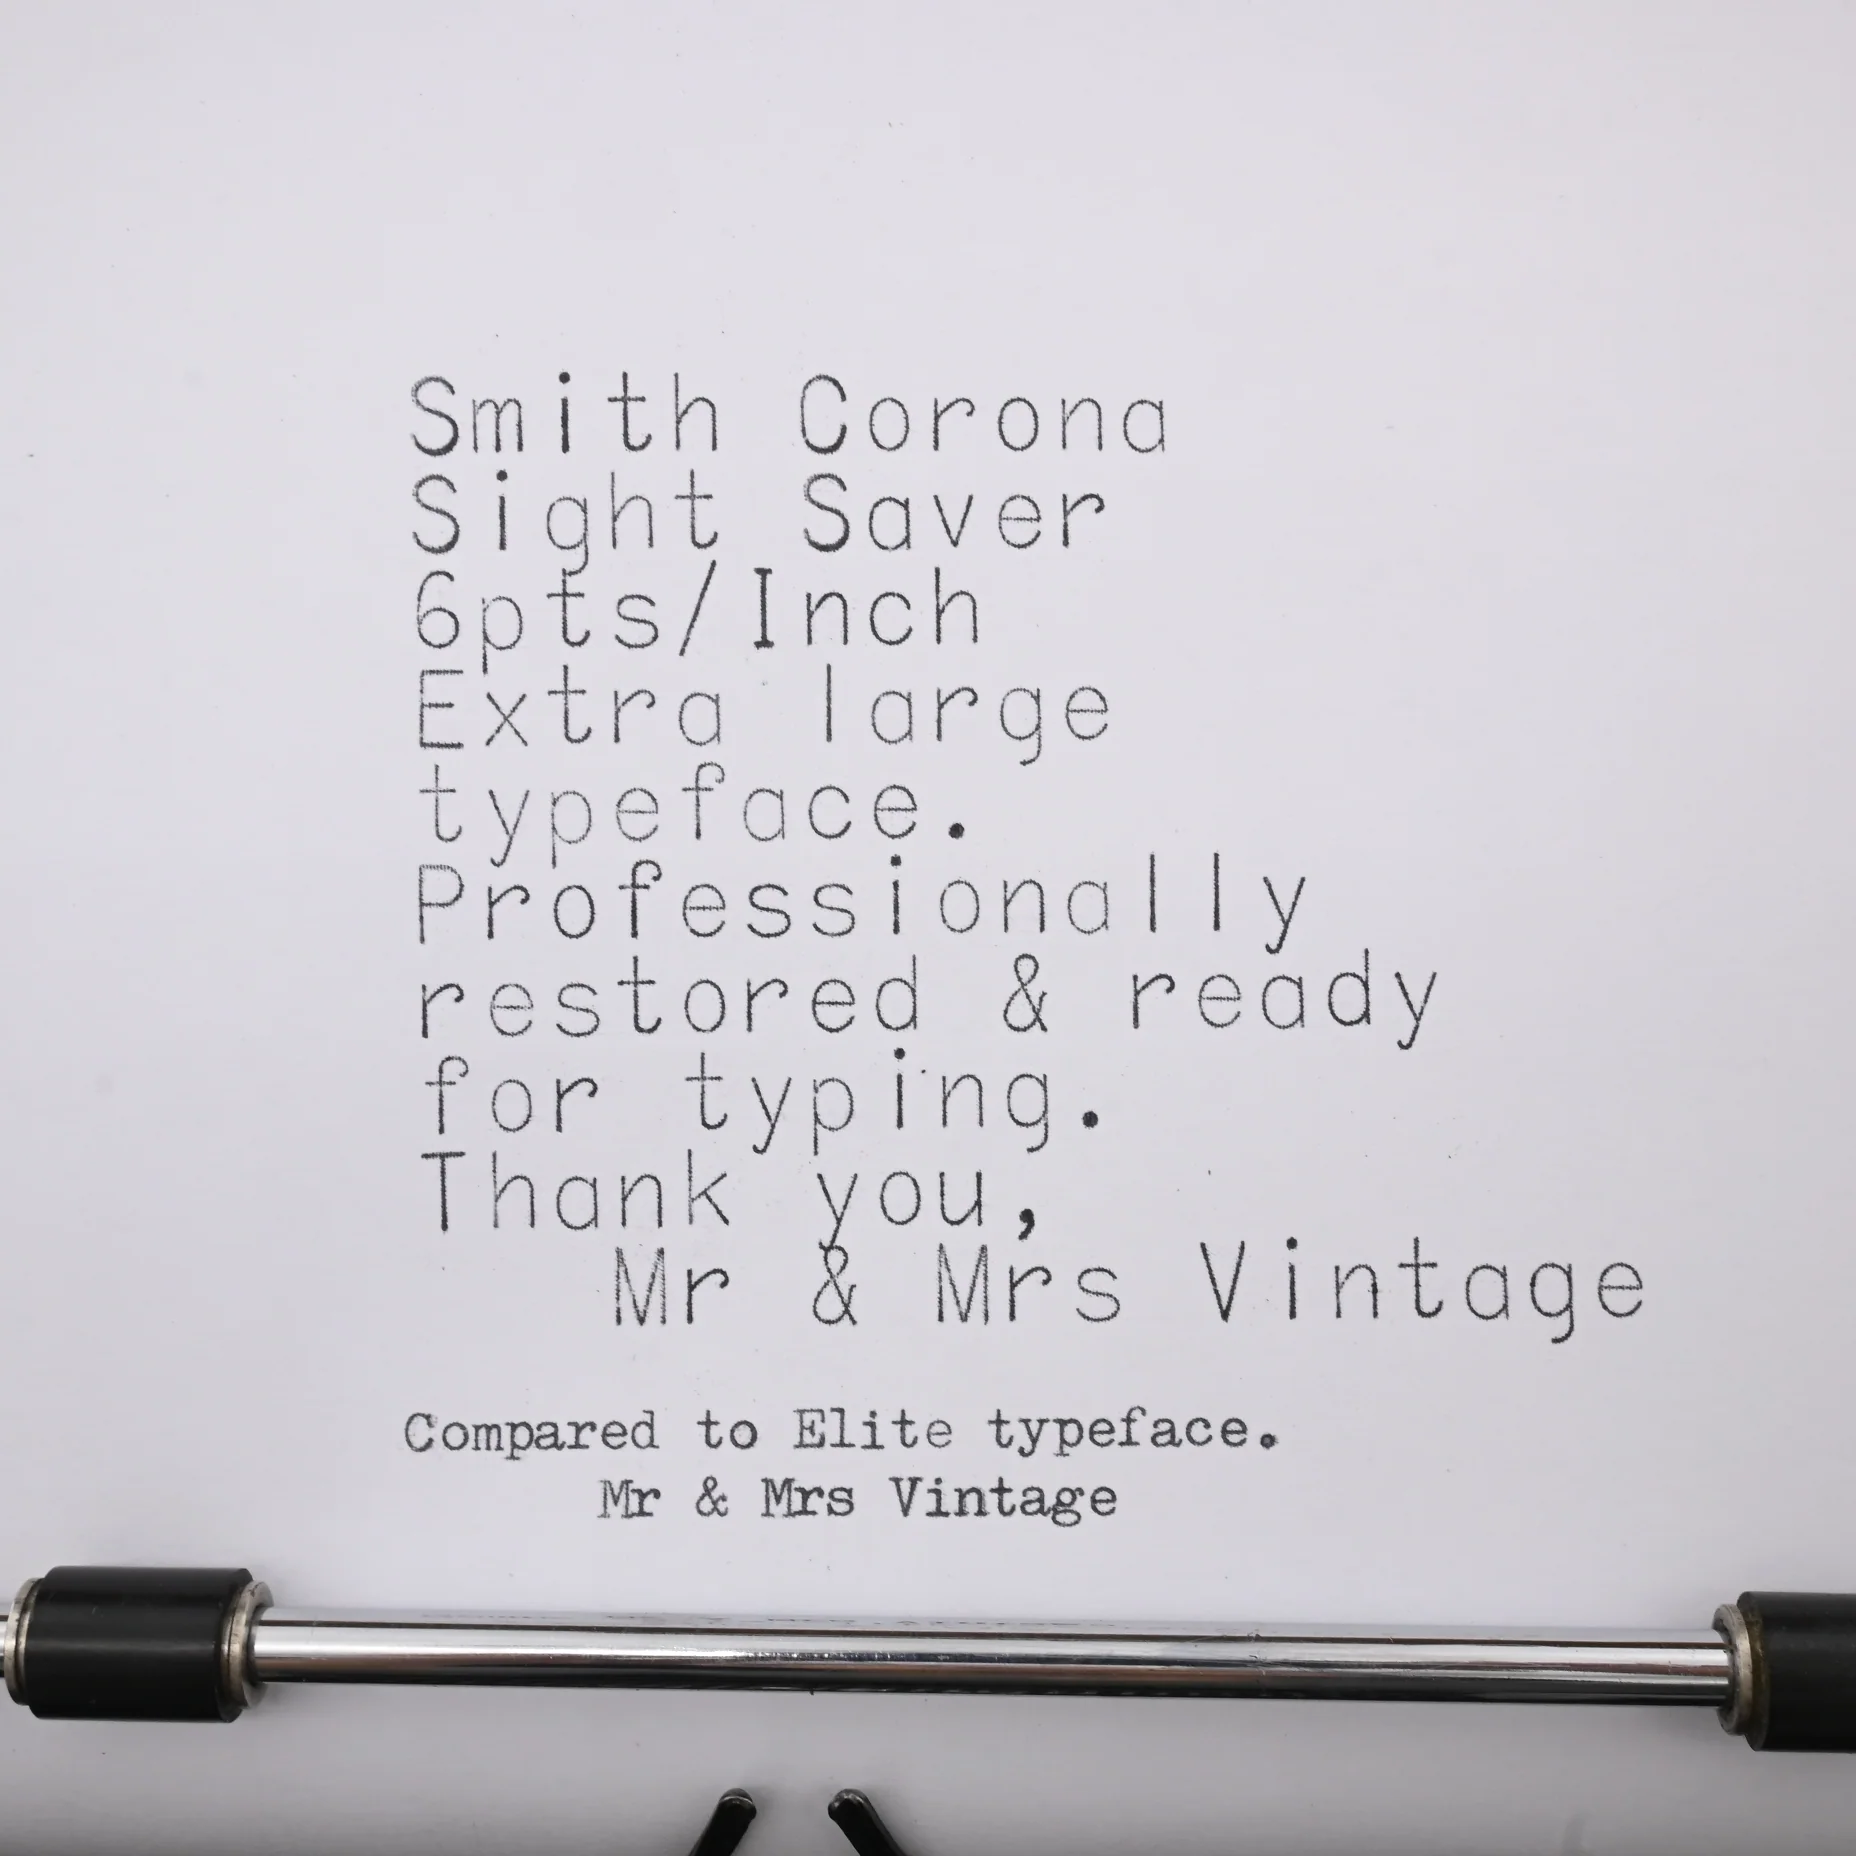 Smith Corona
Sight Saver
6pts/Inch
Extra large
typeface.
Professionally
restored & ready
for typing.
Thank you,
Mr & Mrs Vintage
Compared to Elite typeface.
Mr & Mrs Vintage